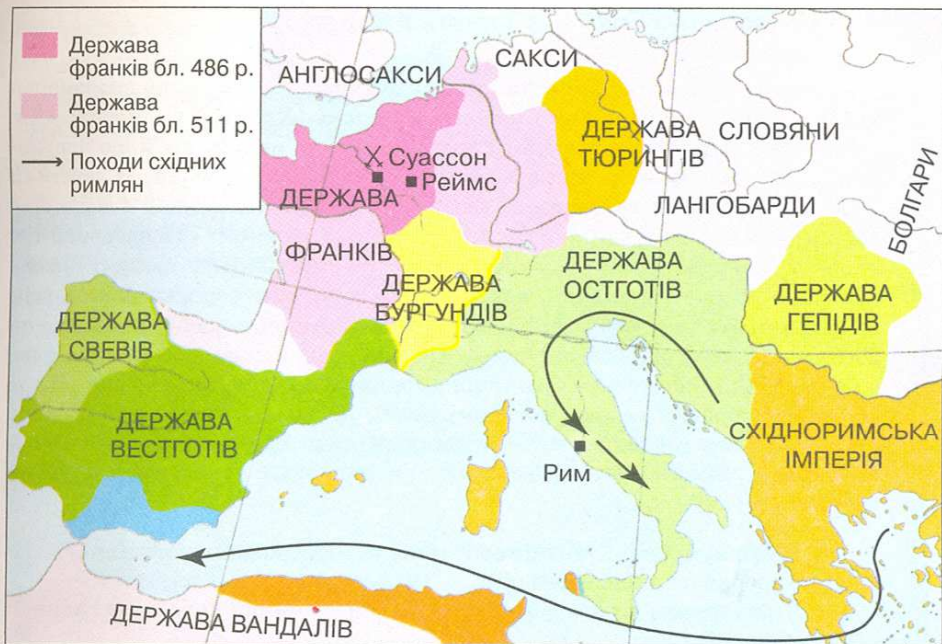 Держава
франків бл. 486 р.
Держава
франків бл. 511 р.
Походи східних
римлян
АНГЛОСАКСИ
САКСИ
ДЕРЖАВА
ТЮРИНГІВ
СЛОВЯНИ
ЛАНГОБАРДИ
БОЛГАРИ
Х Суассон
Реймс
ДЕРЖАВА
ФРАНКІВ
ДЕРЖАВА
БУРГУНДІВ
ДЕРЖАВА
ОСТГОТІВ
ДЕРЖАВА
ГЕПІДІВ
ДЕРЖАВА
СВЕВІВ
ДЕРЖАВА
ВЕСТГОТІВ
Рим
СХІДНОРИМСЬКА
ІМПЕРІЯ
ДЕРЖАВА ВАНДАЛІВ